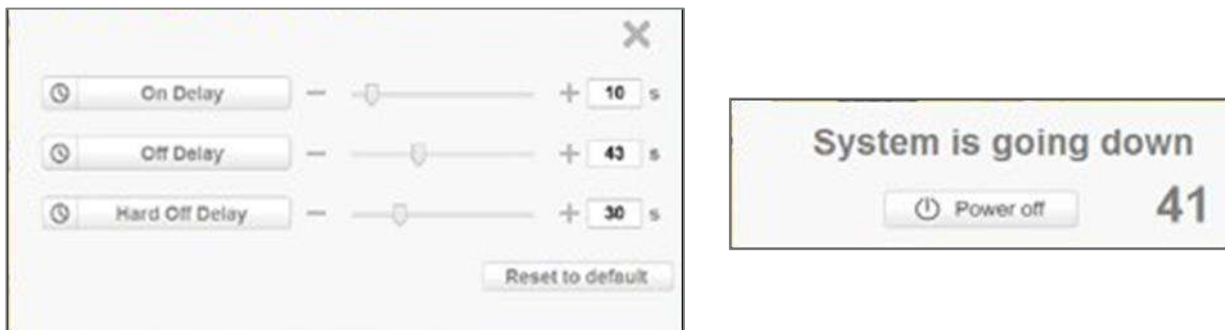 On Delay 10 s
Off Delay 43 s
Hard Off Delay 30 s
Reset to default
System is going down
Power off 41